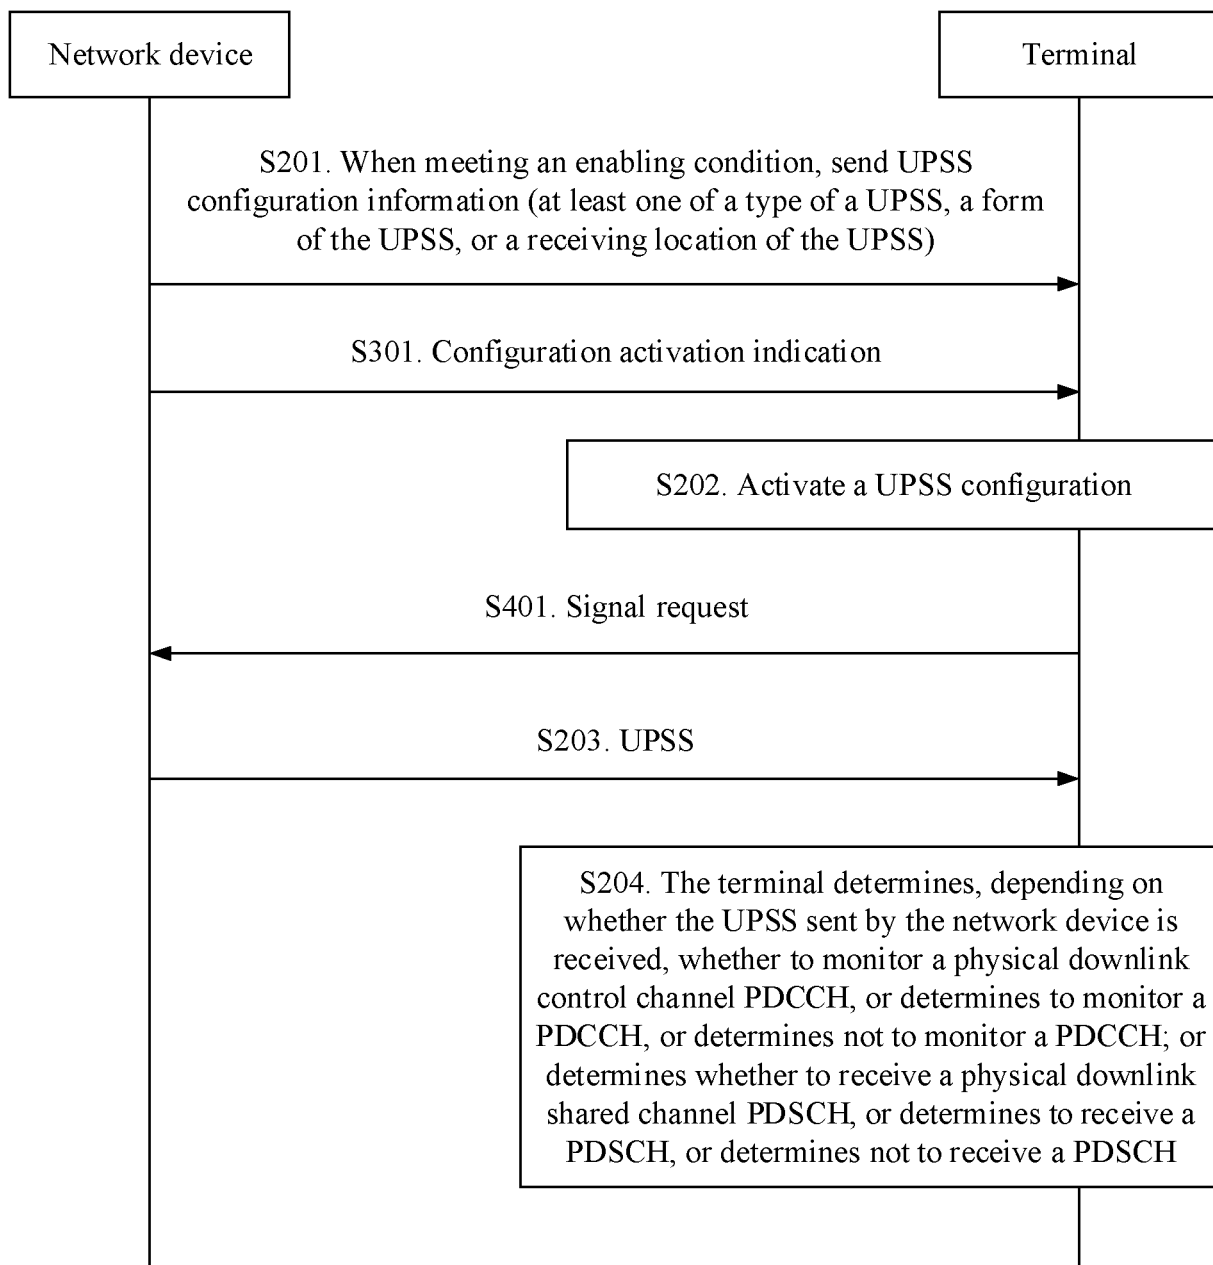 Network device
Terminal
S201. When meeting an enabling condition, send UPSS
configuration information (at least one of a type of a UPSS, a form
of the UPSS, or a receiving location of the UPSS)
S301. Configuration activation indication
S202. Activate a UPSS configuration
S401. Signal request
S203. UPSS
S204. The terminal determines, depending on
whether the UPSS sent by the network device is
received, whether to monitor a physical downlink
control channel PDCCH, or determines to monitor a
PDCCH, or determines not to monitor a PDCCH; or
determines whether to receive a physical downlink
shared channel PDSCH, or determines to receive a
PDSCH, or determines not to receive a PDSCH